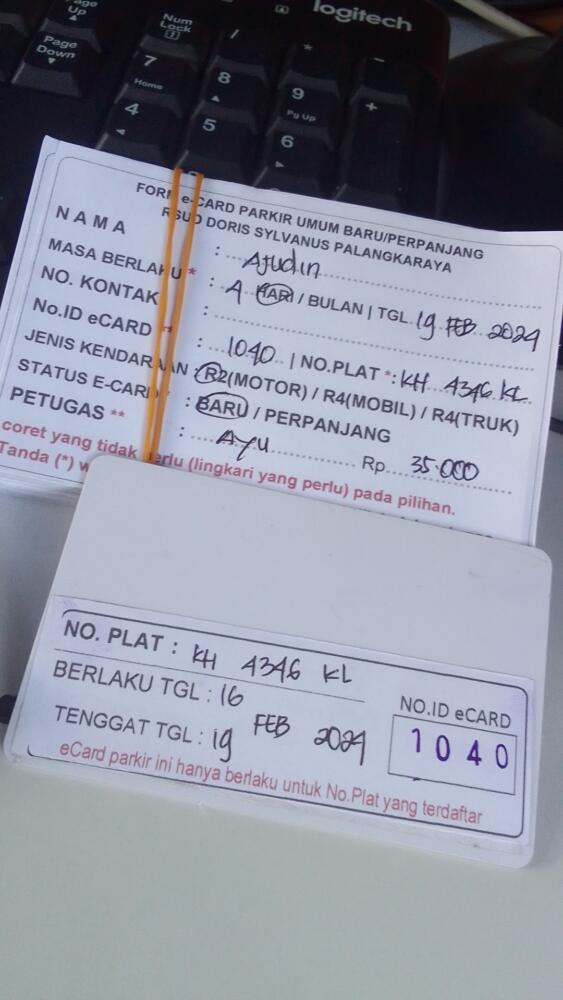 Page
Up
Page
Down
Num
Lock
logitech
/
*
-
7
Home
8
9
Pg Up
+
4
5
6
FORM e-CARD PARKIR UMUM BARU/PERPANJANG
RSUD DORIS SYLVANUS PALANGKARAYA
NAMA : Ajudin
MASA BERLAKU * : 4 HARI / BULAN | TGL. 19 FEB 2024
NO. KONTAK :
No.ID eCARD ** : 1040 | NO.PLAT *: KH 4346 KL
JENIS KENDARAAN : R2(MOTOR) / R4(MOBIL) / R4(TRUK)
STATUS E-CARD * : BARU / PERPANJANG
PETUGAS ** : Ayu Rp 35.000
coret yang tidak perlu (lingkari yang perlu) pada pilihan.
Tanda (*) w
NO. PLAT : KH 4346 KL
BERLAKU TGL : 16
TENGGAT TGL : 19 FEB 2024
NO.ID eCARD
1040
eCard parkir ini hanya berlaku untuk No.Plat yang terdaftar